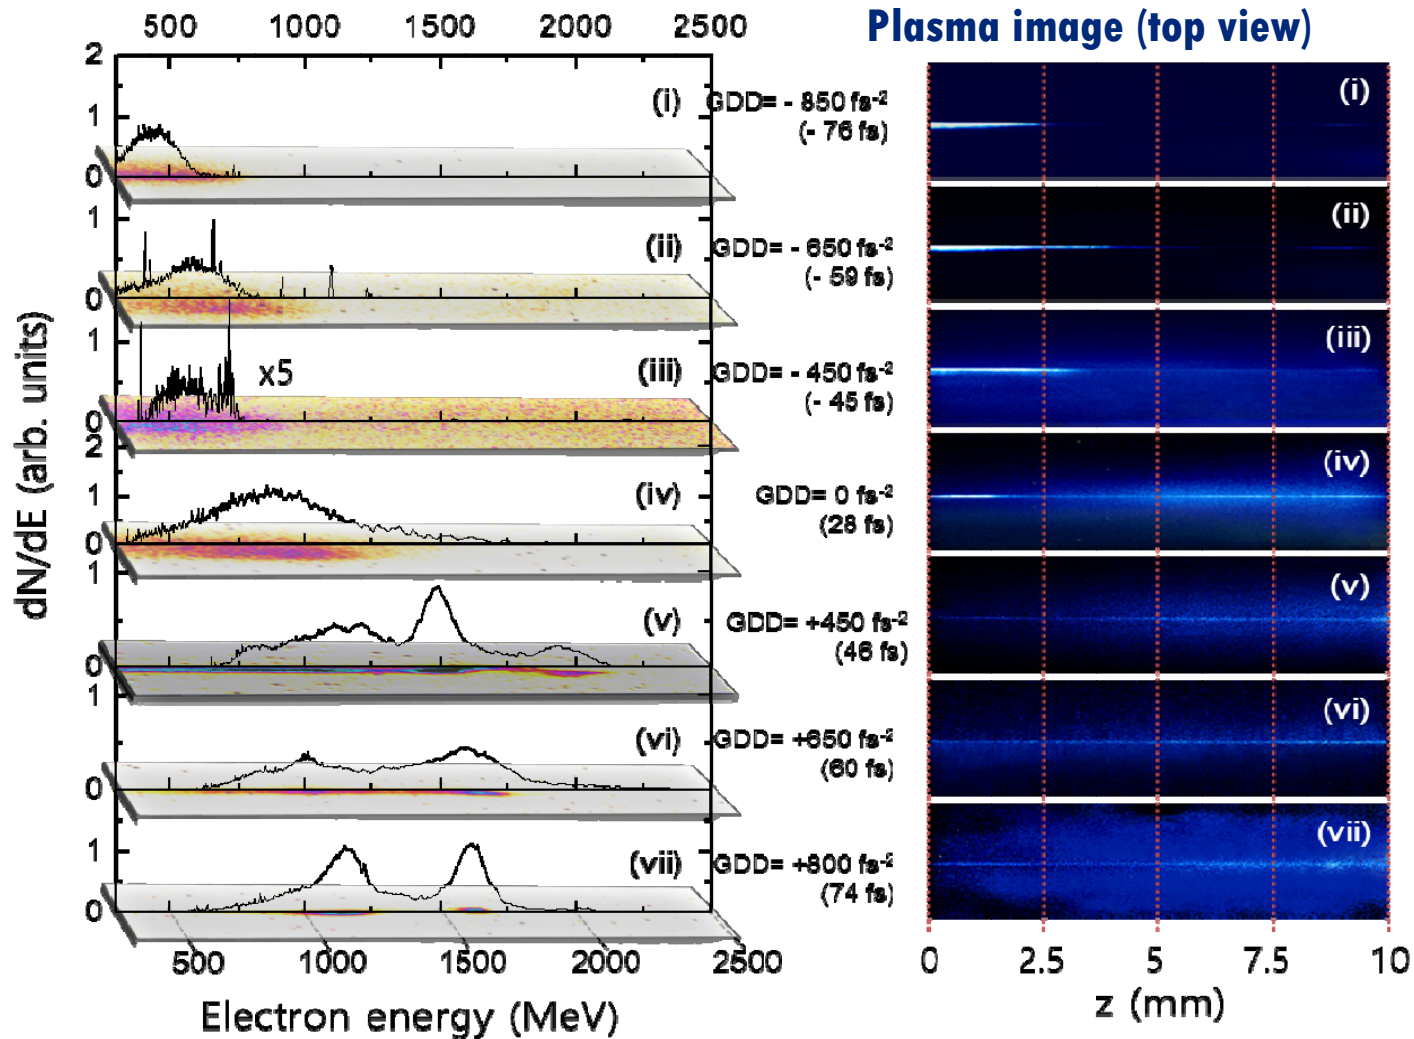 500 1000 1500 2000 2500
Plasma image (top view)
2
1
0
(i) GDD= - 850 fs-2
(- 76 fs)
(i)
1
0
(ii) GDD= - 650 fs-2
(- 59 fs)
(ii)
1
0
x5
(iii) GDD= - 450 fs-2
(- 45 fs)
(iii)
2
1
0
(iv) GDD= 0 fs-2
(28 fs)
(iv)
1
0
(v) GDD= +450 fs-2
(46 fs)
(v)
1
0
(vi) GDD= +650 fs-2
(60 fs)
(vi)
1
0
(vii) GDD= +800 fs-2
(74 fs)
(vii)
dN/dE (arb. units)
500 1000 1500 2000 2500
Electron energy (MeV)
0 2.5 5 7.5 10
z (mm)